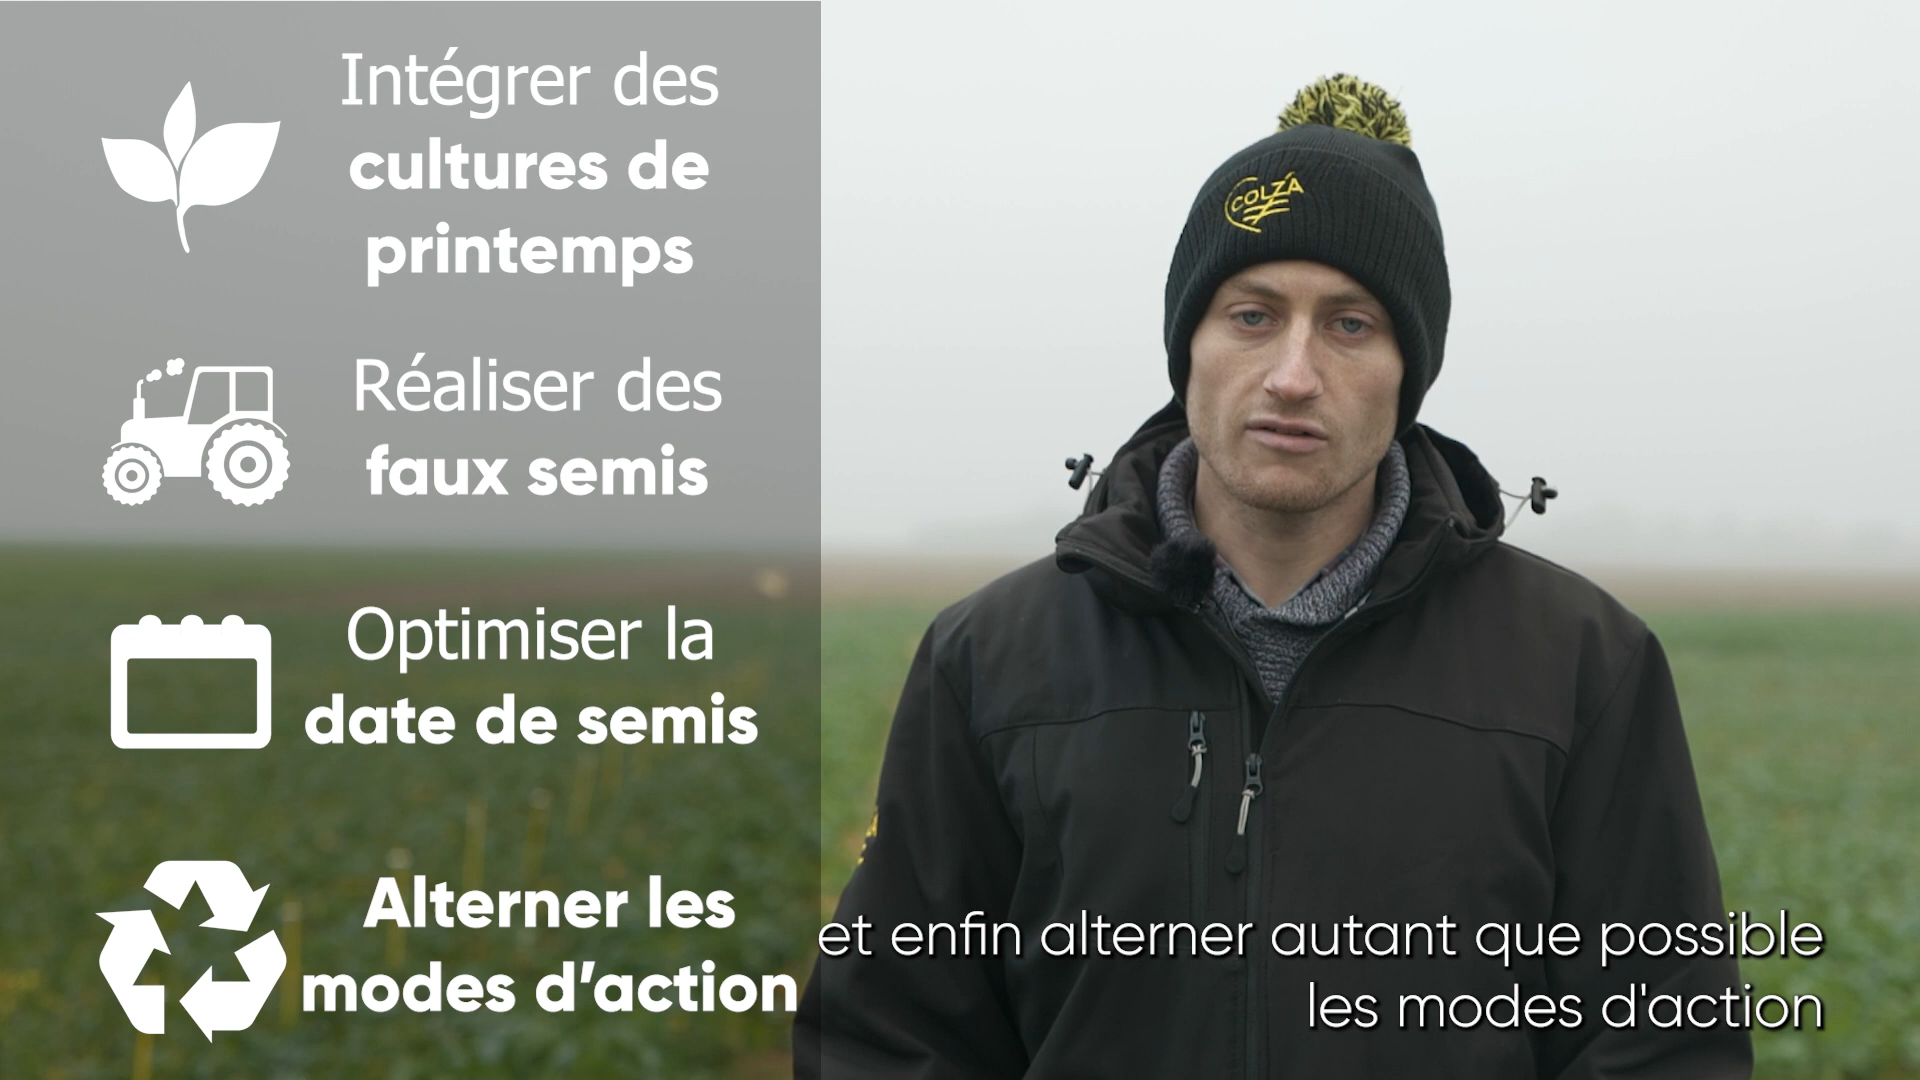 Intégrer des
cultures de
printemps
Réaliser des
faux semis
Optimiser la
date de semis
Alterner les
modes d’action
COLZA
et enfin alterner autant que possible
les modes d'action